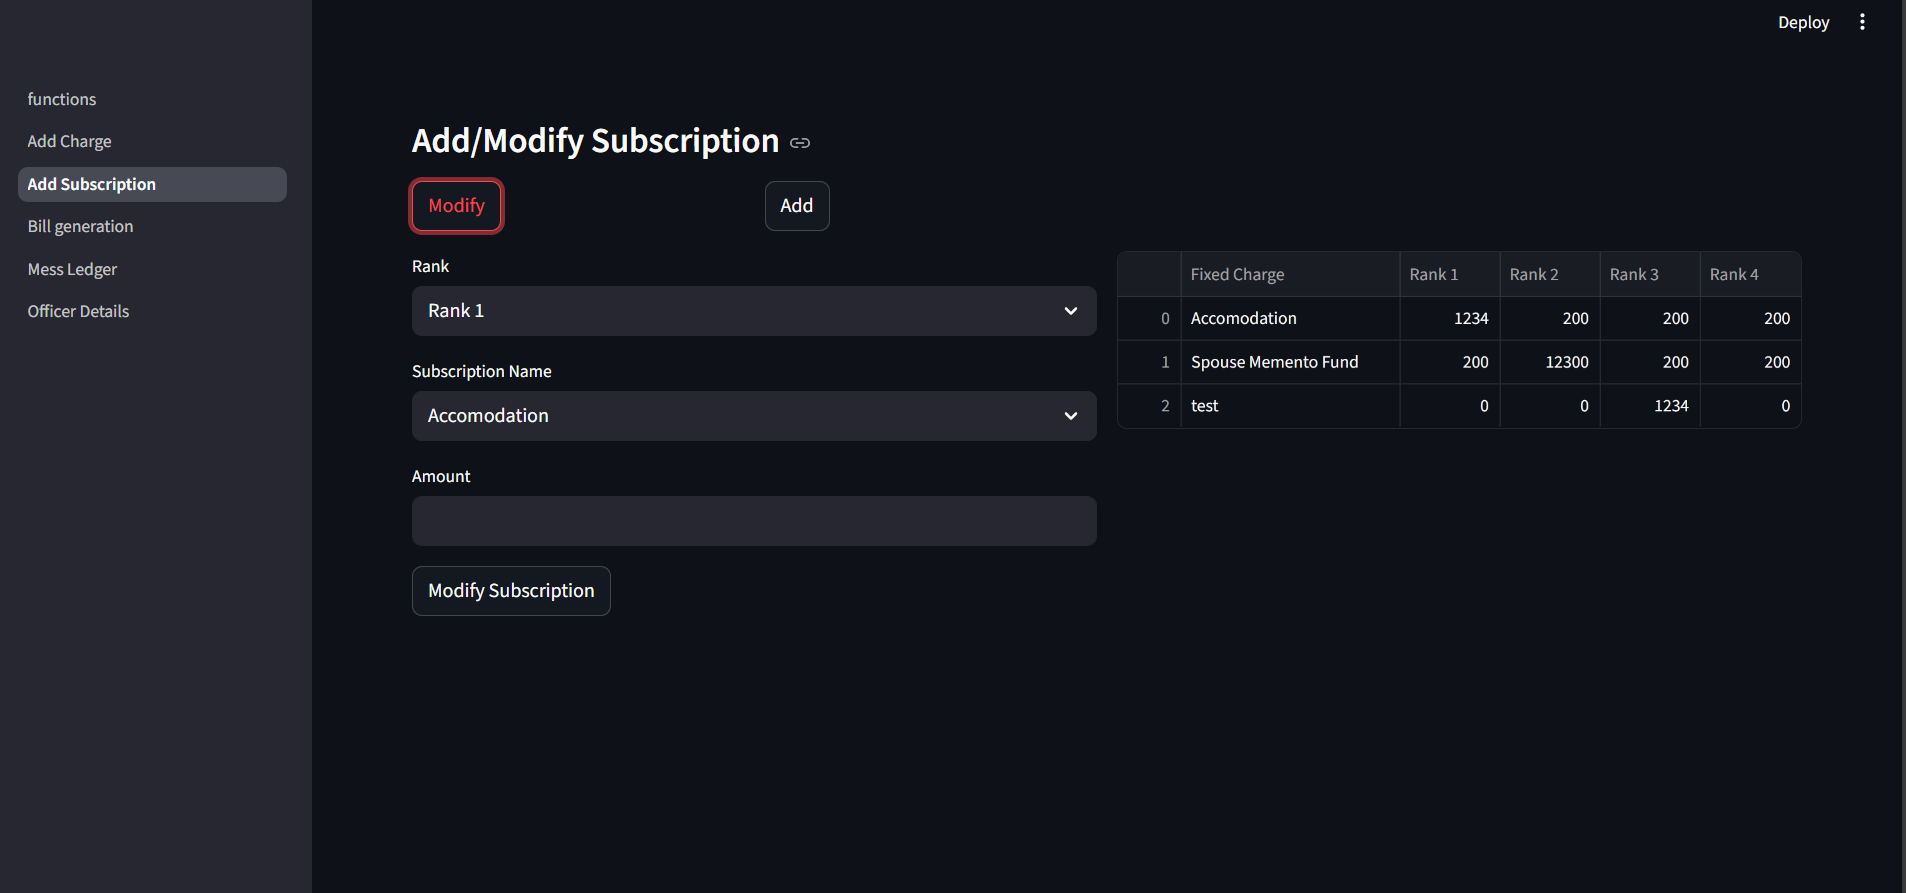 Deploy
functions
Add Charge
Add Subscription
Bill generation
Mess Ledger
Officer Details
Add/Modify Subscription
Modify
Add
Rank
Rank 1
Subscription Name
Accomodation
Amount
Modify Subscription
Fixed Charge Rank 1 Rank 2 Rank 3 Rank 4
0 Accomodation 1234 200 200 200
1 Spouse Memento Fund 200 12300 200 200
2 test 0 0 1234 0